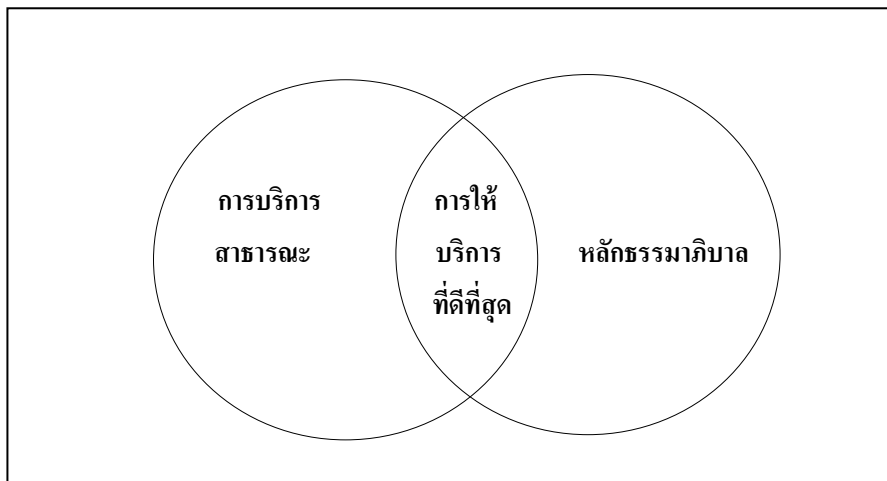 การบริการ
สาธารณะ
การให้
บริการ
ที่ดีที่สุด
หลักธรรมาภิบาล